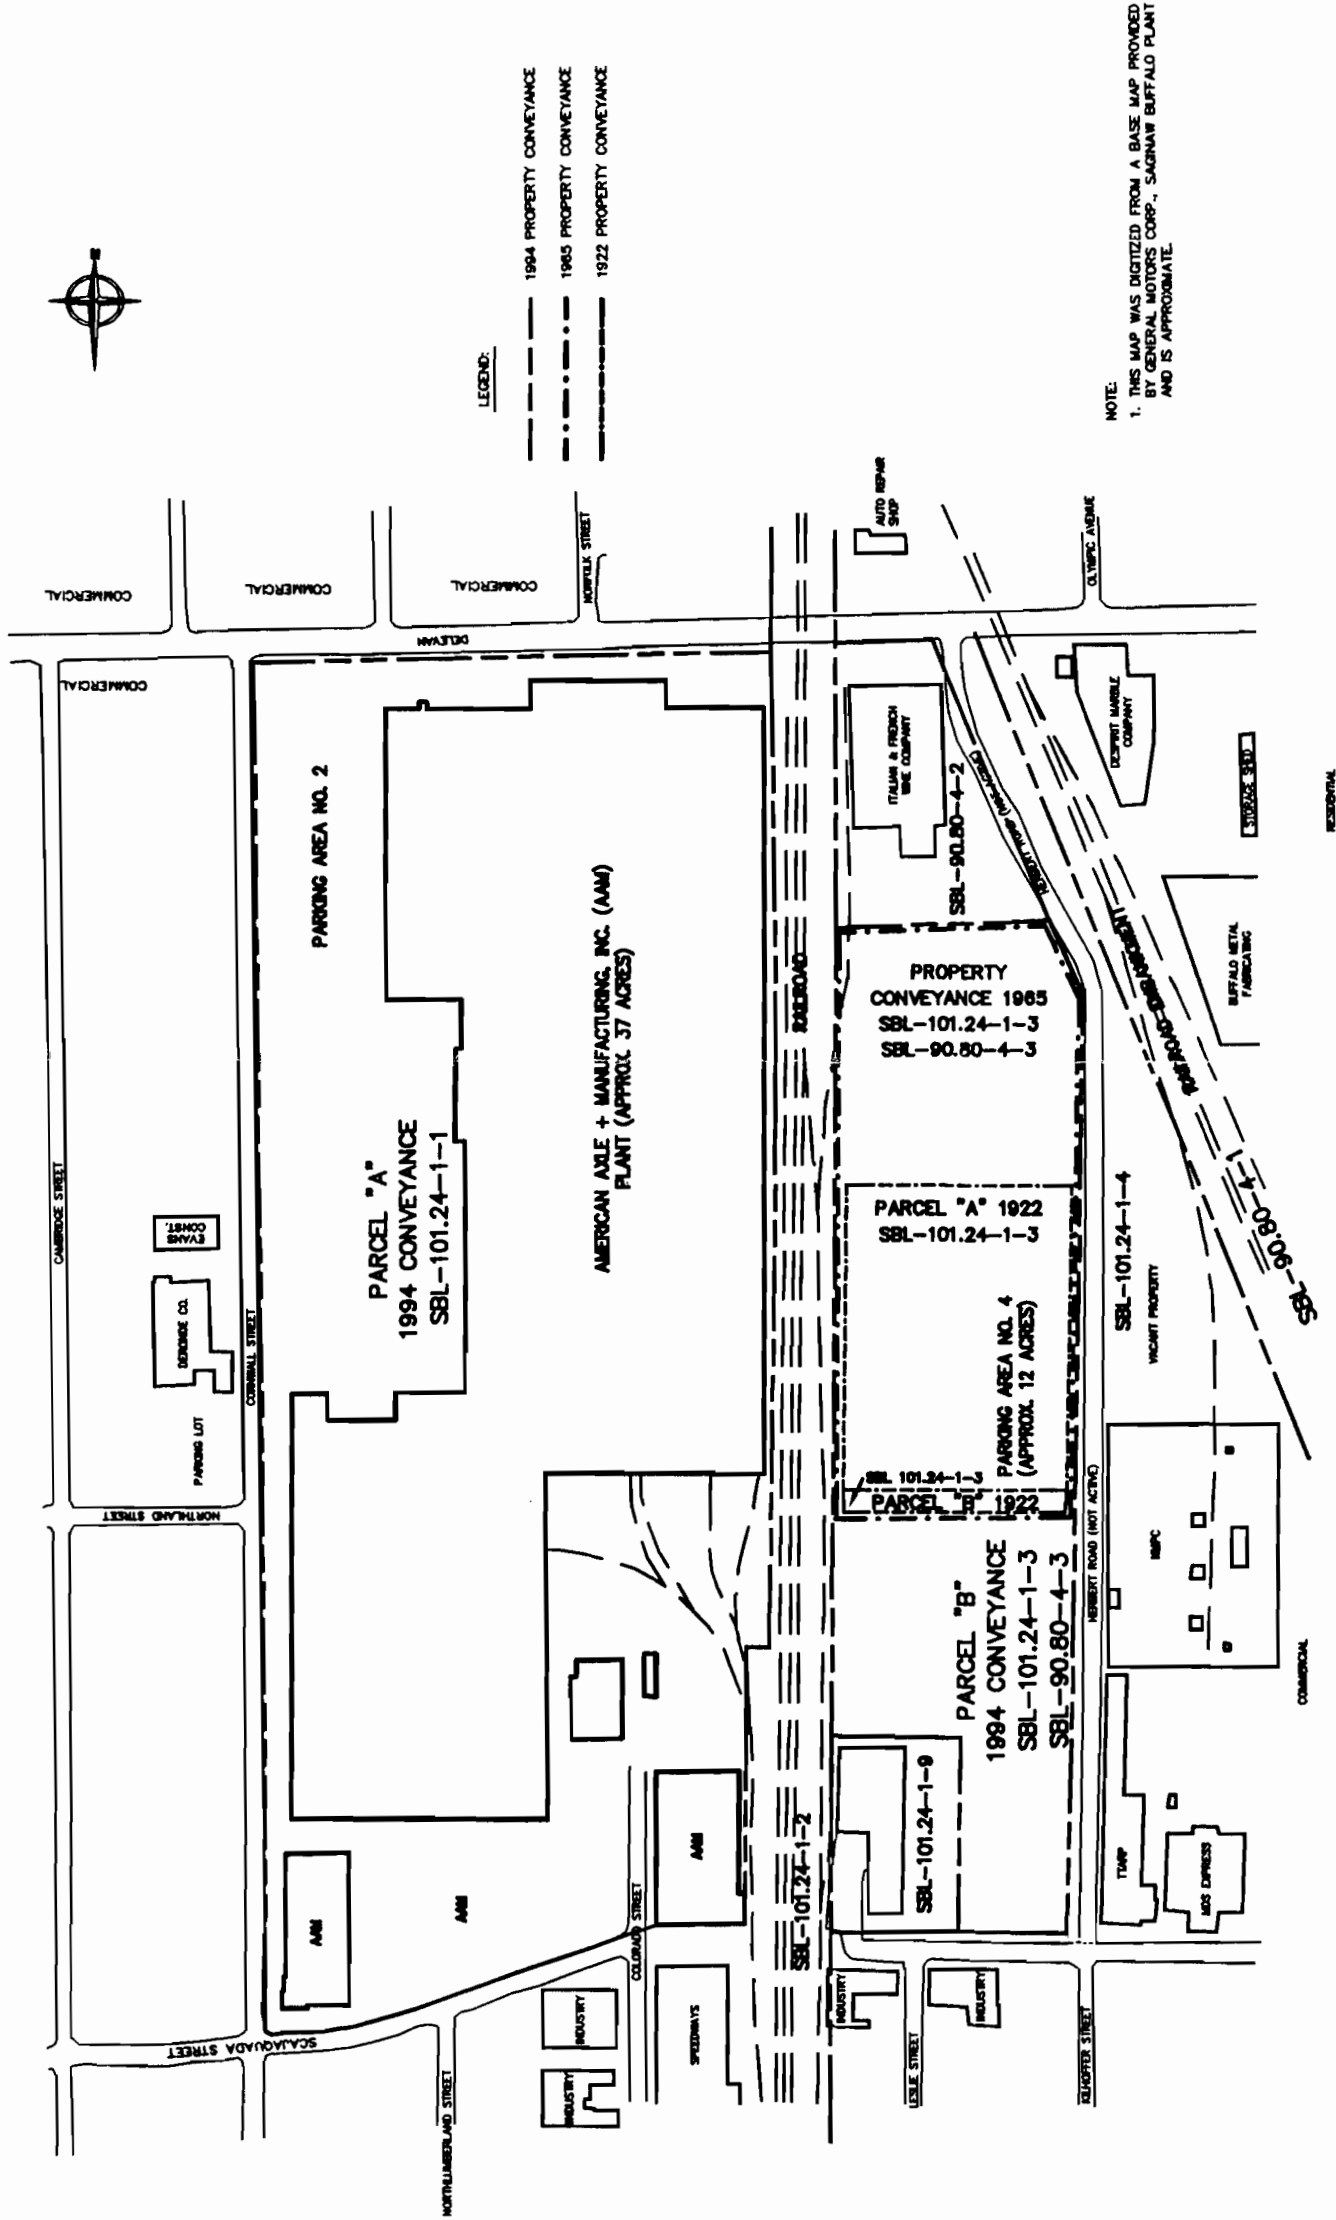 N
LEGEND:
1994 PROPERTY CONVEYANCE
1965 PROPERTY CONVEYANCE
1922 PROPERTY CONVEYANCE
NOTE:
1. THIS MAP WAS DIGITIZED FROM A BASE MAP PROVIDED
BY GENERAL MOTORS CORP., SAGINAW BUFFALO PLANT
AND IS APPROXIMATE.
COMMERCIAL
COMMERCIAL
COMMERCIAL
NORFOLK STREET
AUTO REPAIR
SHOP
OLYMPIC AVENUE
DELEVAN
COMMERCIAL
CAMBRIDGE STREET
EVANS
CONST.
DERONDE CO.
PARKING LOT
CORNWALL STREET
NORTHLAND STREET
SCAJAQUADA STREET
PARKING AREA NO. 2
PARCEL "A"
1994 CONVEYANCE
SBL-101.24-1-1
AMERICAN AXLE + MANUFACTURING, INC. (AAM)
PLANT (APPROX. 37 ACRES)
AAM
AAM
AAM
COLORADO STREET
NORTHUMBERLAND STREET
INDUSTRY
INDUSTRY
SPEEDWAYS
RAILROAD
SBL-101.24-1-2
ITALIAN & FRENCH
WINE COMPANY
SBL-90.80-4-2
PROPERTY
CONVEYANCE 1965
SBL-101.24-1-3
SBL-90.80-4-3
PARCEL "A" 1922
SBL-101.24-1-3
PARKING AREA NO. 4
(APPROX. 12 ACRES)
SBL 101.24-1-3
PARCEL "B" 1922
PARCEL "B"
1994 CONVEYANCE
SBL-101.24-1-3
SBL-90.80-4-3
SBL-101.24-1-9
INDUSTRY
INDUSTRY
LESLIE STREET
KILHOFFER STREET
HERBERT ROAD (NOT ACTIVE)
SBL-101.24-1-4
VACANT PROPERTY
SBL-90.80-4-1
DESPIRIT MARBLE
COMPANY
STORAGE SHED
RESIDENTIAL
BUFFALO METAL
FABRICATING
NMPC
COMMERCIAL
TTARP
MDS EXPRESS